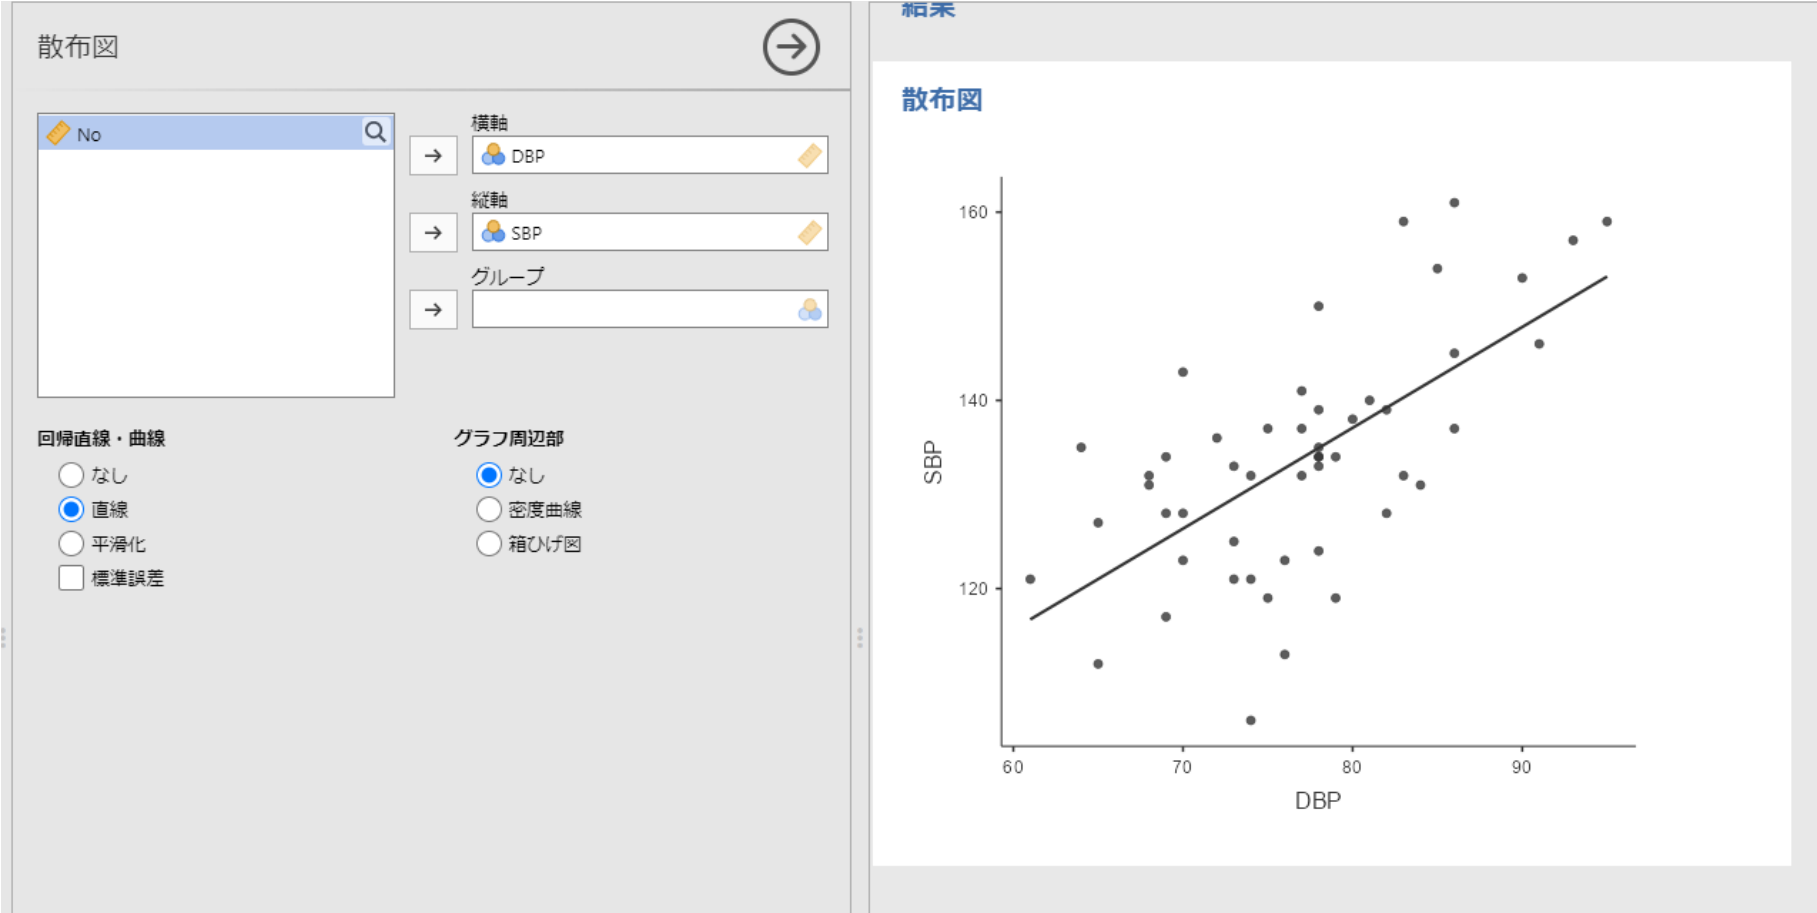 散布図
No
横軸
DBP
縦軸
SBP
グループ
回帰直線・曲線
なし
直線
平滑化
標準誤差
グラフ周辺部
なし
密度曲線
箱ひげ図
結果
散布図
160
140
120
SBP
60 70 80 90
DBP